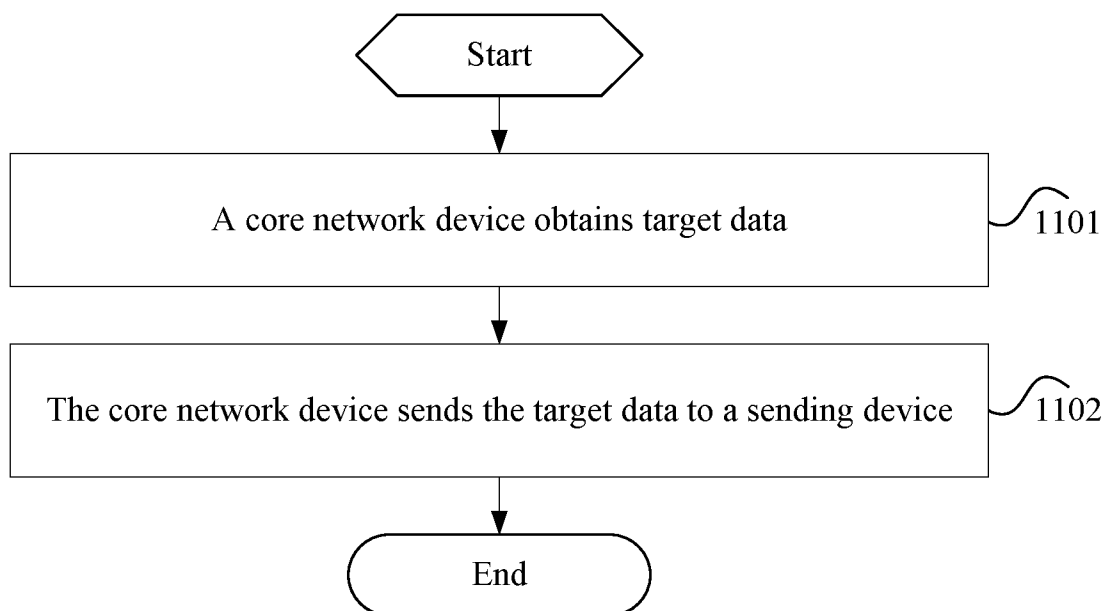 Start
A core network device obtains target data
1101
The core network device sends the target data to a sending device
1102
End